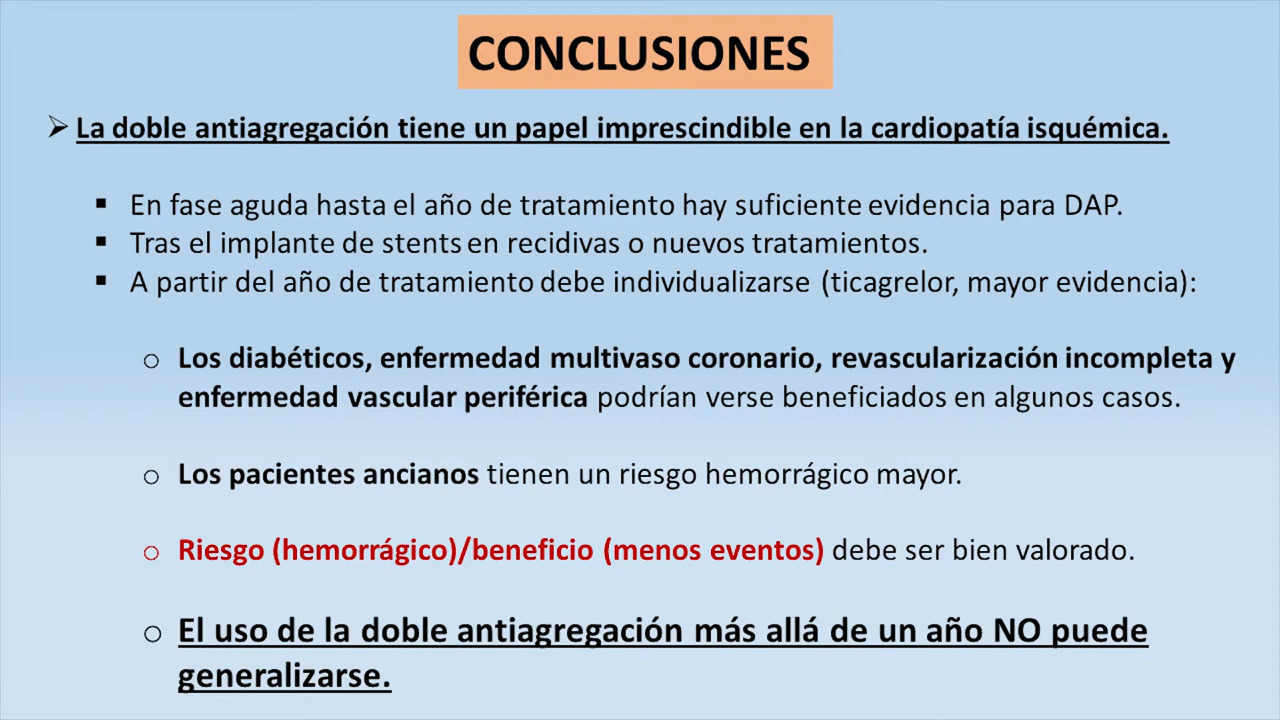 CONCLUSIONES
➢ La doble antiagregación tiene un papel imprescindible en la cardiopatía isquémica.
▪ En fase aguda hasta el año de tratamiento hay suficiente evidencia para DAP.
▪ Tras el implante de stents en recidivas o nuevos tratamientos.
▪ A partir del año de tratamiento debe individualizarse (ticagrelor, mayor evidencia):
o Los diabéticos, enfermedad multivaso coronario, revascularización incompleta y
enfermedad vascular periférica podrían verse beneficiados en algunos casos.
o Los pacientes ancianos tienen un riesgo hemorrágico mayor.
o Riesgo (hemorrágico)/beneficio (menos eventos) debe ser bien valorado.
o El uso de la doble antiagregación más allá de un año NO puede
generalizarse.